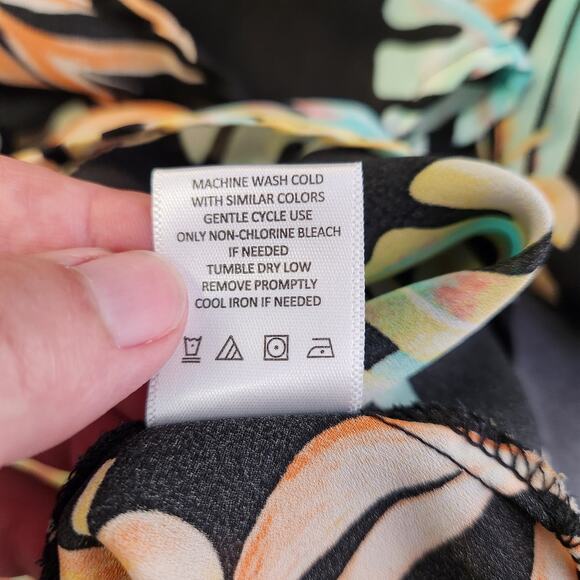 MACHINE WASH COLD
WITH SIMILAR COLORS
GENTLE CYCLE USE
ONLY NON-CHLORINE BLEACH
IF NEEDED
TUMBLE DRY LOW
REMOVE PROMPTLY
COOL IRON IF NEEDED